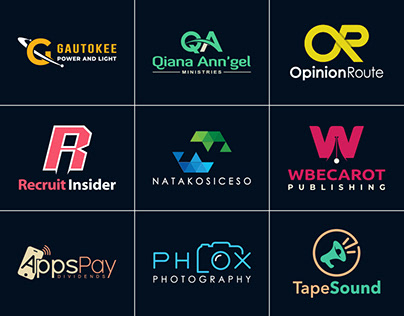 G GAUTOKEE
POWER AND LIGHT
QA
Qiana Ann'gel
MINISTRIES
OP
OpinionRoute
R
Recruit Insider
NATAKOSICESO
W
WBECAROT
PUBLISHING
AppsPay
DIVIDENDS
PHLOX
PHOTOGRAPHY
TapeSound